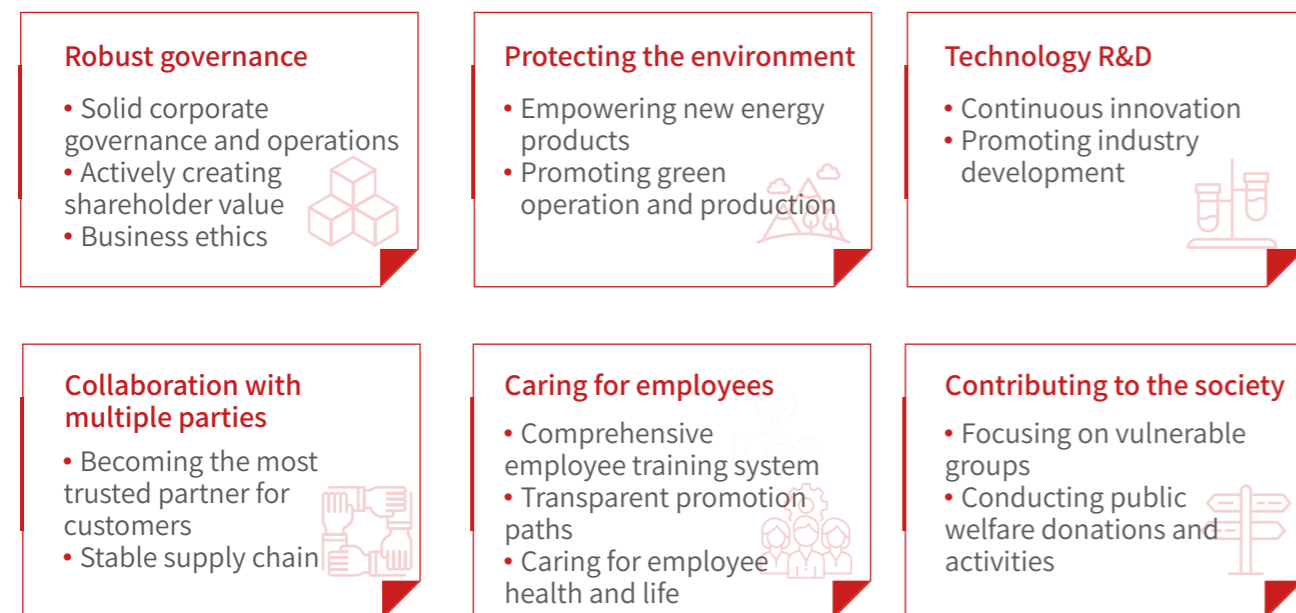 Robust governance
• Solid corporate
governance and operations
• Actively creating
shareholder value
• Business ethics
Protecting the environment
• Empowering new energy
products
• Promoting green
operation and production
Technology R&D
• Continuous innovation
• Promoting industry
development
Collaboration with
multiple parties
• Becoming the most
trusted partner for
customers
• Stable supply chain
Caring for employees
• Comprehensive
employee training system
• Transparent promotion
paths
• Caring for employee
health and life
Contributing to the society
• Focusing on vulnerable
groups
• Conducting public
welfare donations and
activities